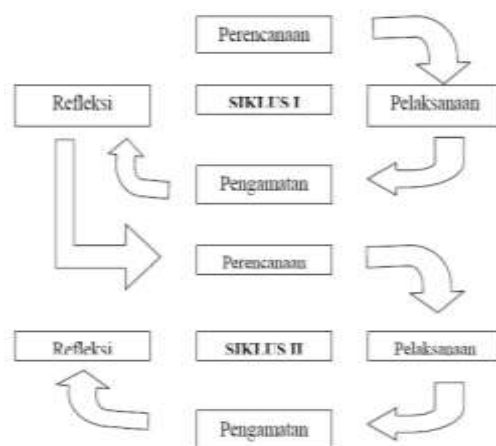 Perencanaan
Refleksi
SIKLUS I
Pelaksanaan
Pengamatan
Perencanaan
Refleksi
SIKLUS II
Pelaksanaan
Pengamatan